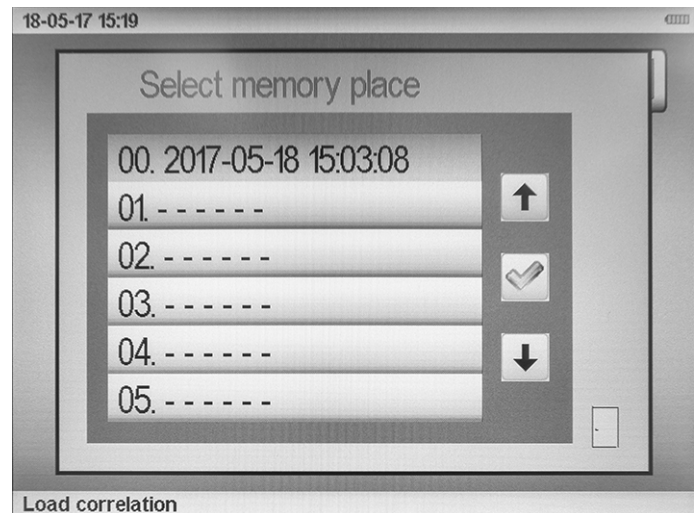 18-05-17 15:19
Select memory place
00. 2017-05-18 15:03:08
01. - - - - - -
02. - - - - - -
03. - - - - - -
04. - - - - - -
05. - - - - - -
Load correlation